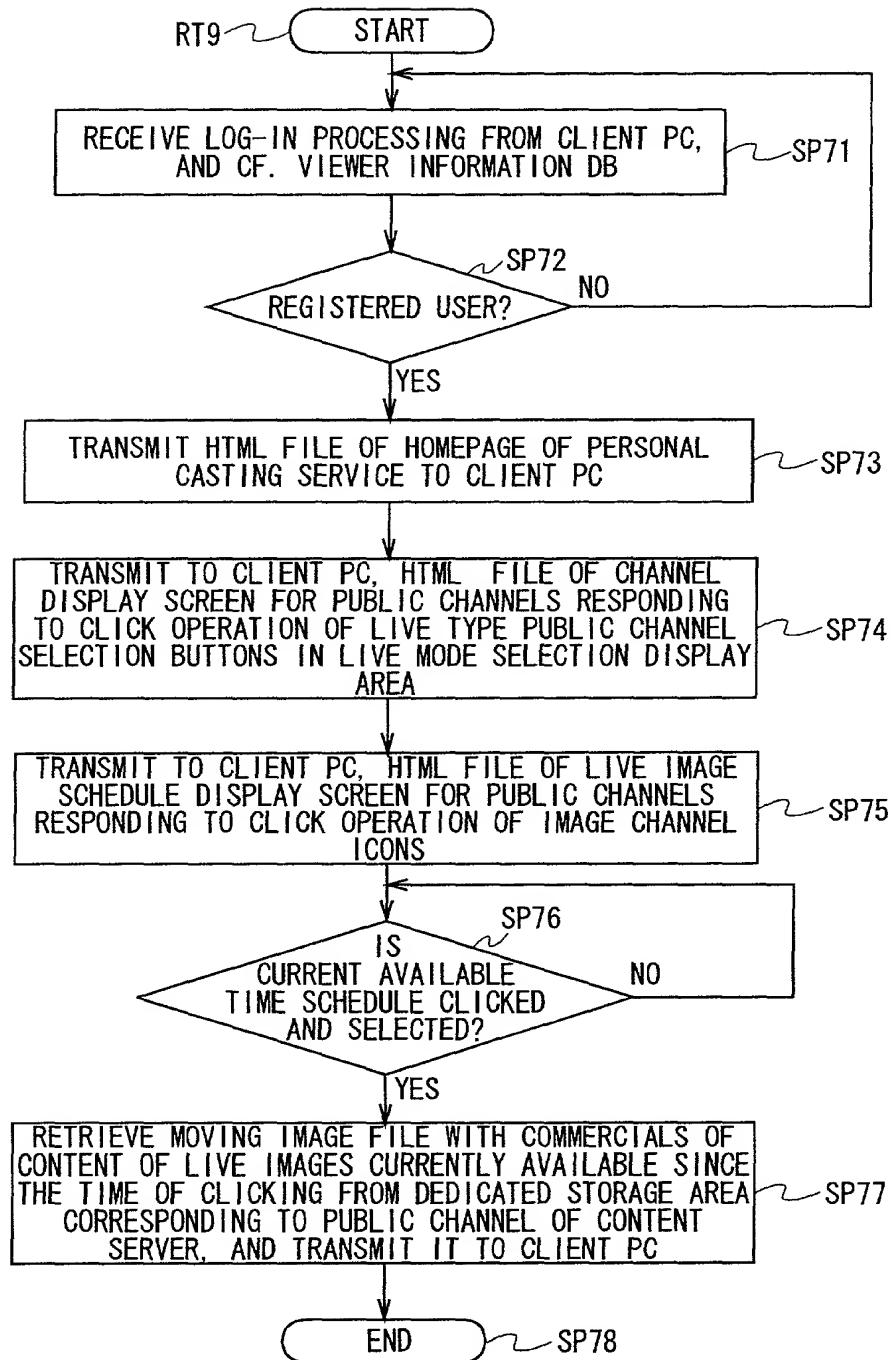 RT9
START
RECEIVE LOG-IN PROCESSING FROM CLIENT PC,
AND CF. VIEWER INFORMATION DB
SP71
SP72
REGISTERED USER?
NO
YES
TRANSMIT HTML FILE OF HOMEPAGE OF PERSONAL
CASTING SERVICE TO CLIENT PC
SP73
TRANSMIT TO CLIENT PC, HTML FILE OF CHANNEL
DISPLAY SCREEN FOR PUBLIC CHANNELS RESPONDING
TO CLICK OPERATION OF LIVE TYPE PUBLIC CHANNEL
SELECTION BUTTONS IN LIVE MODE SELECTION DISPLAY
AREA
SP74
TRANSMIT TO CLIENT PC, HTML FILE OF LIVE IMAGE
SCHEDULE DISPLAY SCREEN FOR PUBLIC CHANNELS
RESPONDING TO CLICK OPERATION OF IMAGE CHANNEL
ICONS
SP75
SP76
IS
CURRENT AVAILABLE
TIME SCHEDULE CLICKED
AND SELECTED?
NO
YES
RETRIEVE MOVING IMAGE FILE WITH COMMERCIALS OF
CONTENT OF LIVE IMAGES CURRENTLY AVAILABLE SINCE
THE TIME OF CLICKING FROM DEDICATED STORAGE AREA
CORRESPONDING TO PUBLIC CHANNEL OF CONTENT
SERVER, AND TRANSMIT IT TO CLIENT PC
SP77
END
SP78